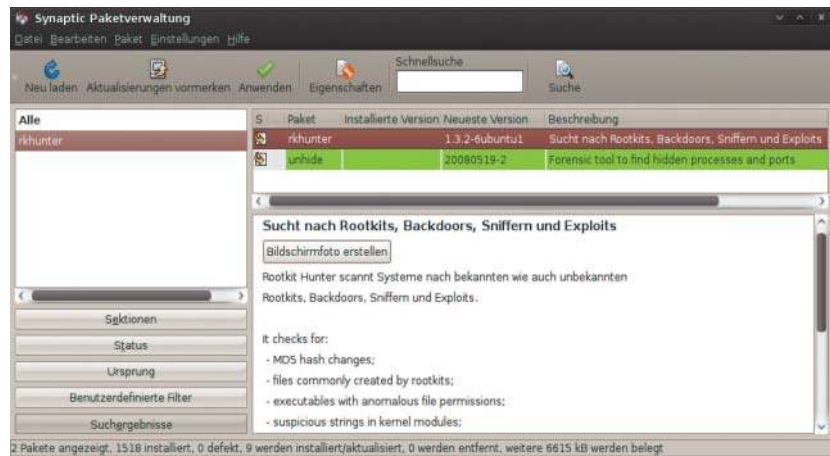 Synaptic Paketverwaltung
Datei Bearbeiten Paket Einstellungen Hilfe
Neu laden Aktualisierungen vormerken Anwenden Eigenschaften Schnellsuche Suche
Alle
rkhunter
S Paket Installierte Version Neueste Version Beschreibung
rkhunter 1.3.2-6ubuntu1 Sucht nach Rootkits, Backdoors, Sniffern und Exploits
unhide 20080519-2 Forensic tool to find hidden processes and ports
Sucht nach Rootkits, Backdoors, Sniffern und Exploits
Bildschirmfoto erstellen
Rootkit Hunter scannt Systeme nach bekannten wie auch unbekannten
Rootkits, Backdoors, Sniffern und Exploits.
It checks for:
- MD5 hash changes;
- files commonly created by rootkits;
- executables with anomalous file permissions;
- suspicious strings in kernel modules;
Sektionen
Status
Ursprung
Benutzerdefinierte Filter
Suchergebnisse
2 Pakete angezeigt, 1518 installiert, 0 defekt, 9 werden installiert/aktualisiert, 0 werden entfernt, weitere 6615 kB werden belegt